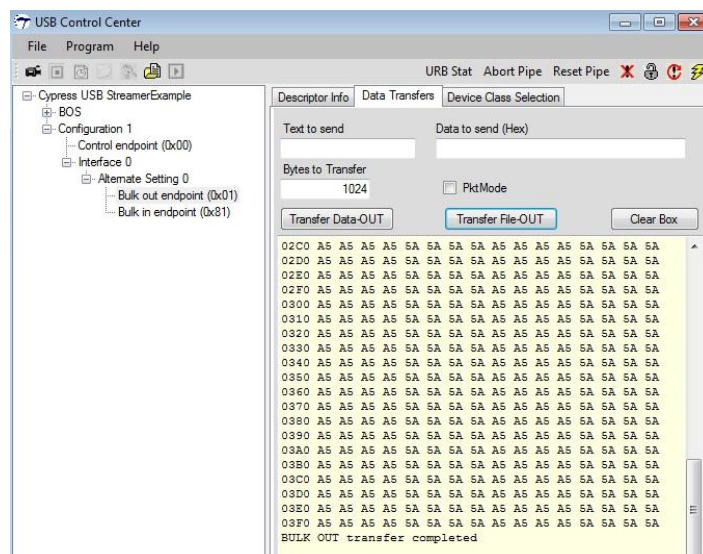 USB Control Center
File Program Help
URB Stat Abort Pipe Reset Pipe
Cypress USB StreamerExample
BOS
Configuration 1
Control endpoint (0x00)
Interface 0
Alternate Setting 0
Bulk out endpoint (0x01)
Bulk in endpoint (0x81)
Descriptor Info Data Transfers Device Class Selection
Text to send Data to send (Hex)
Bytes to Transfer
1024 PktMode
Transfer Data-OUT Transfer File-OUT Clear Box
02C0 A5 A5 A5 A5 5A 5A 5A 5A A5 A5 A5 A5 5A 5A 5A 5A
02D0 A5 A5 A5 A5 5A 5A 5A 5A A5 A5 A5 A5 5A 5A 5A 5A
02E0 A5 A5 A5 A5 5A 5A 5A 5A A5 A5 A5 A5 5A 5A 5A 5A
02F0 A5 A5 A5 A5 5A 5A 5A 5A A5 A5 A5 A5 5A 5A 5A 5A
0300 A5 A5 A5 A5 5A 5A 5A 5A A5 A5 A5 A5 5A 5A 5A 5A
0310 A5 A5 A5 A5 5A 5A 5A 5A A5 A5 A5 A5 5A 5A 5A 5A
0320 A5 A5 A5 A5 5A 5A 5A 5A A5 A5 A5 A5 5A 5A 5A 5A
0330 A5 A5 A5 A5 5A 5A 5A 5A A5 A5 A5 A5 5A 5A 5A 5A
0340 A5 A5 A5 A5 5A 5A 5A 5A A5 A5 A5 A5 5A 5A 5A 5A
0350 A5 A5 A5 A5 5A 5A 5A 5A A5 A5 A5 A5 5A 5A 5A 5A
0360 A5 A5 A5 A5 5A 5A 5A 5A A5 A5 A5 A5 5A 5A 5A 5A
0370 A5 A5 A5 A5 5A 5A 5A 5A A5 A5 A5 A5 5A 5A 5A 5A
0380 A5 A5 A5 A5 5A 5A 5A 5A A5 A5 A5 A5 5A 5A 5A 5A
0390 A5 A5 A5 A5 5A 5A 5A 5A A5 A5 A5 A5 5A 5A 5A 5A
03A0 A5 A5 A5 A5 5A 5A 5A 5A A5 A5 A5 A5 5A 5A 5A 5A
03B0 A5 A5 A5 A5 5A 5A 5A 5A A5 A5 A5 A5 5A 5A 5A 5A
03C0 A5 A5 A5 A5 5A 5A 5A 5A A5 A5 A5 A5 5A 5A 5A 5A
03D0 A5 A5 A5 A5 5A 5A 5A 5A A5 A5 A5 A5 5A 5A 5A 5A
03E0 A5 A5 A5 A5 5A 5A 5A 5A A5 A5 A5 A5 5A 5A 5A 5A
03F0 A5 A5 A5 A5 5A 5A 5A 5A A5 A5 A5 A5 5A 5A 5A 5A
BULK OUT transfer completed